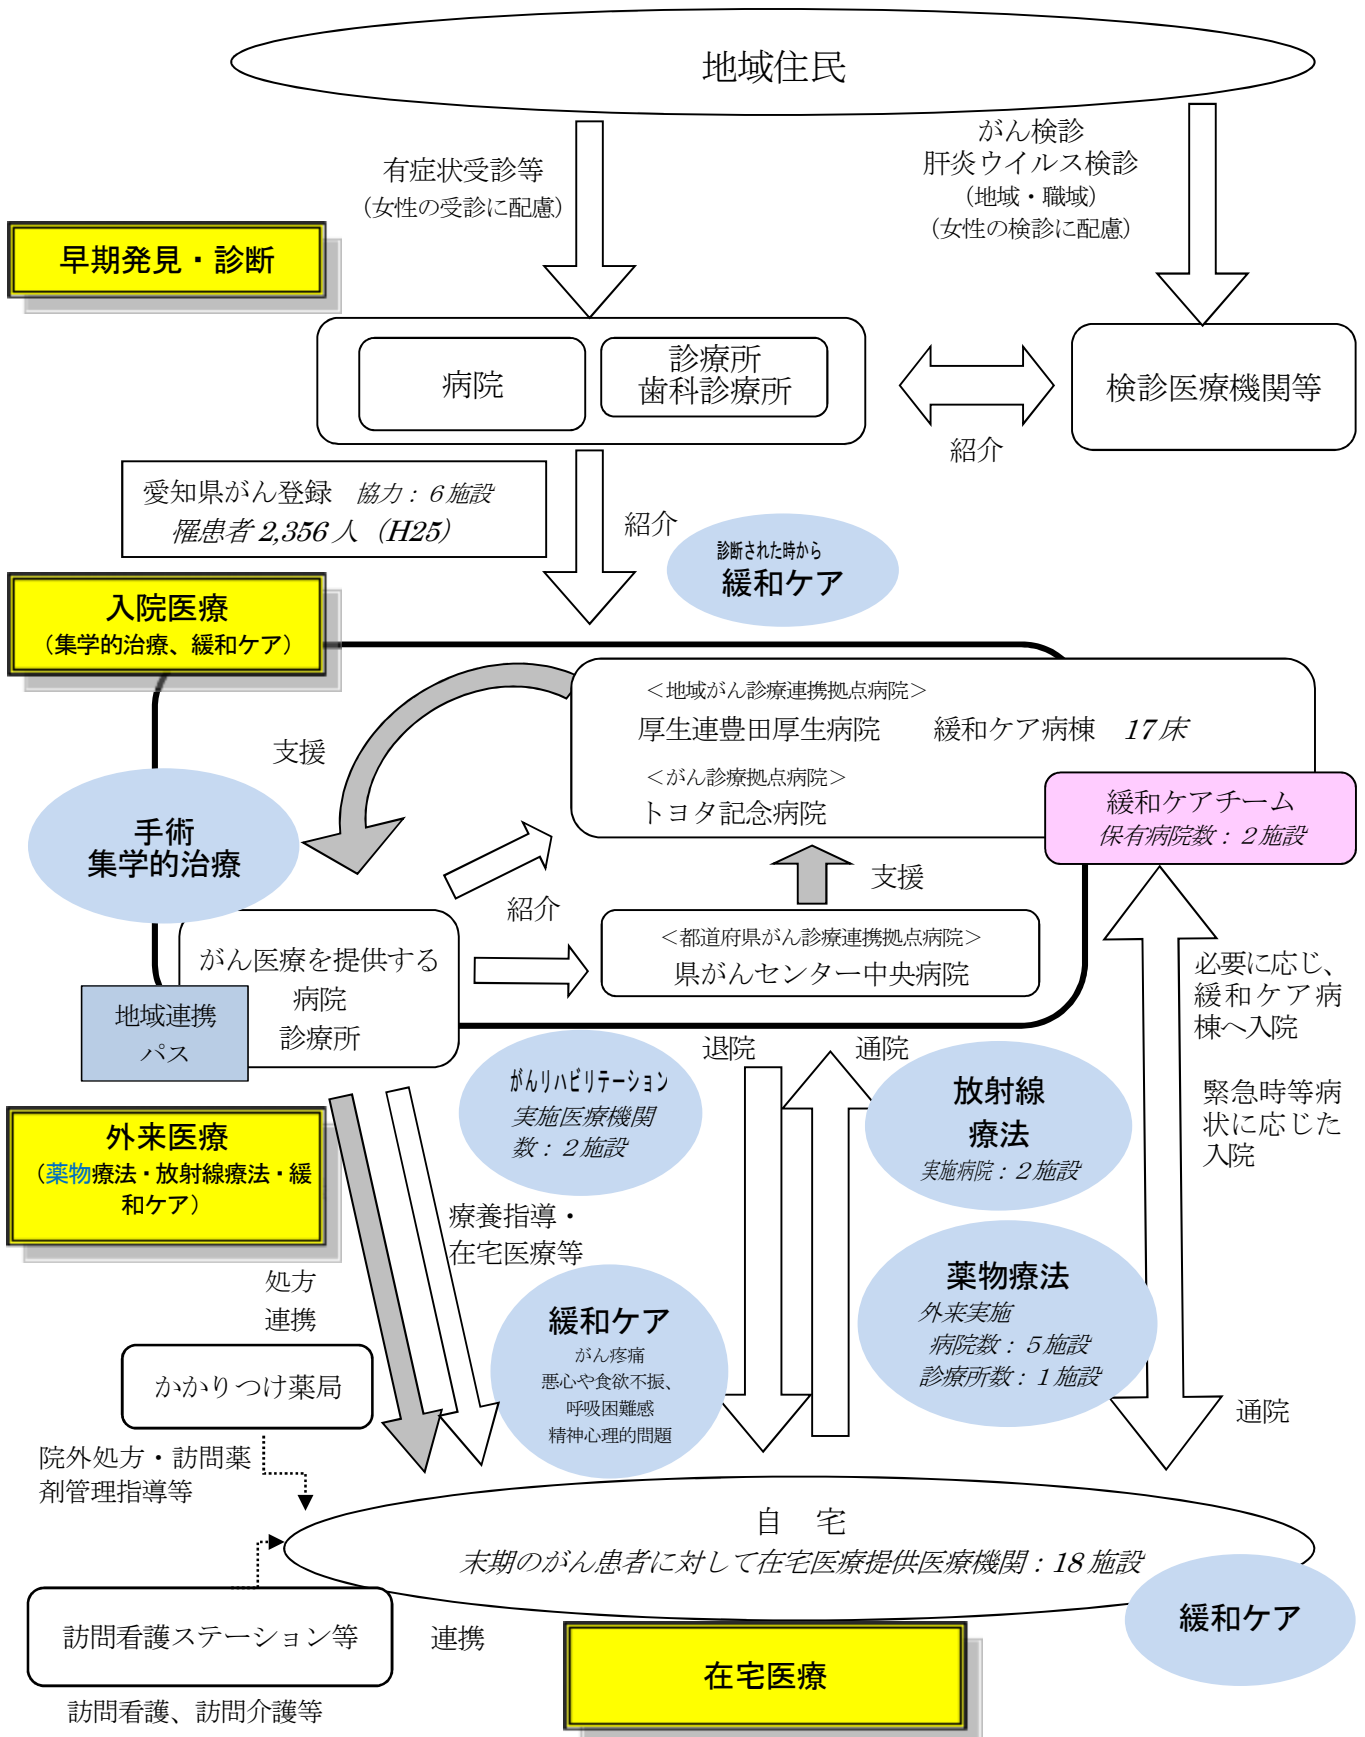 地域住民
有症状受診等
（女性の受診に配慮）
がん検診
肝炎ウイルス検診
（地域・職域）
（女性の検診に配慮）
早期発見・診断
病院
診療所
歯科診療所
検診医療機関等
紹介
愛知県がん登録　協力：６施設
罹患者 2,356 人（H25）
紹介
診断された時から
緩和ケア
入院医療
（集学的治療、緩和ケア）
支援
＜地域がん診療連携拠点病院＞
厚生連豊田厚生病院　緩和ケア病棟　17 床
＜がん診療拠点病院＞
トヨタ記念病院
緩和ケアチーム
保有病院数：２施設
手術
集学的治療
紹介
支援
＜都道府県がん診療連携拠点病院＞
県がんセンター中央病院
がん医療を提供する
病院
診療所
地域連携
パス
必要に応じ、
緩和ケア病
棟へ入院
緊急時等病
状に応じた
入院
退院
通院
がんリハビリテーション
実施医療機関
数：２施設
放射線
療法
実施病院：２施設
外来医療
（薬物療法・放射線療法・緩
和ケア）
療養指導・
在宅医療等
処方
連携
薬物療法
外来実施
病院数：５施設
診療所数：１施設
緩和ケア
がん疼痛
悪心や食欲不振、
呼吸困難感
精神心理的問題
かかりつけ薬局
通院
院外処方・訪問薬
剤管理指導等
自　宅
末期のがん患者に対して在宅医療提供医療機関：18 施設
緩和ケア
訪問看護ステーション等
連携
在宅医療
訪問看護、訪問介護等